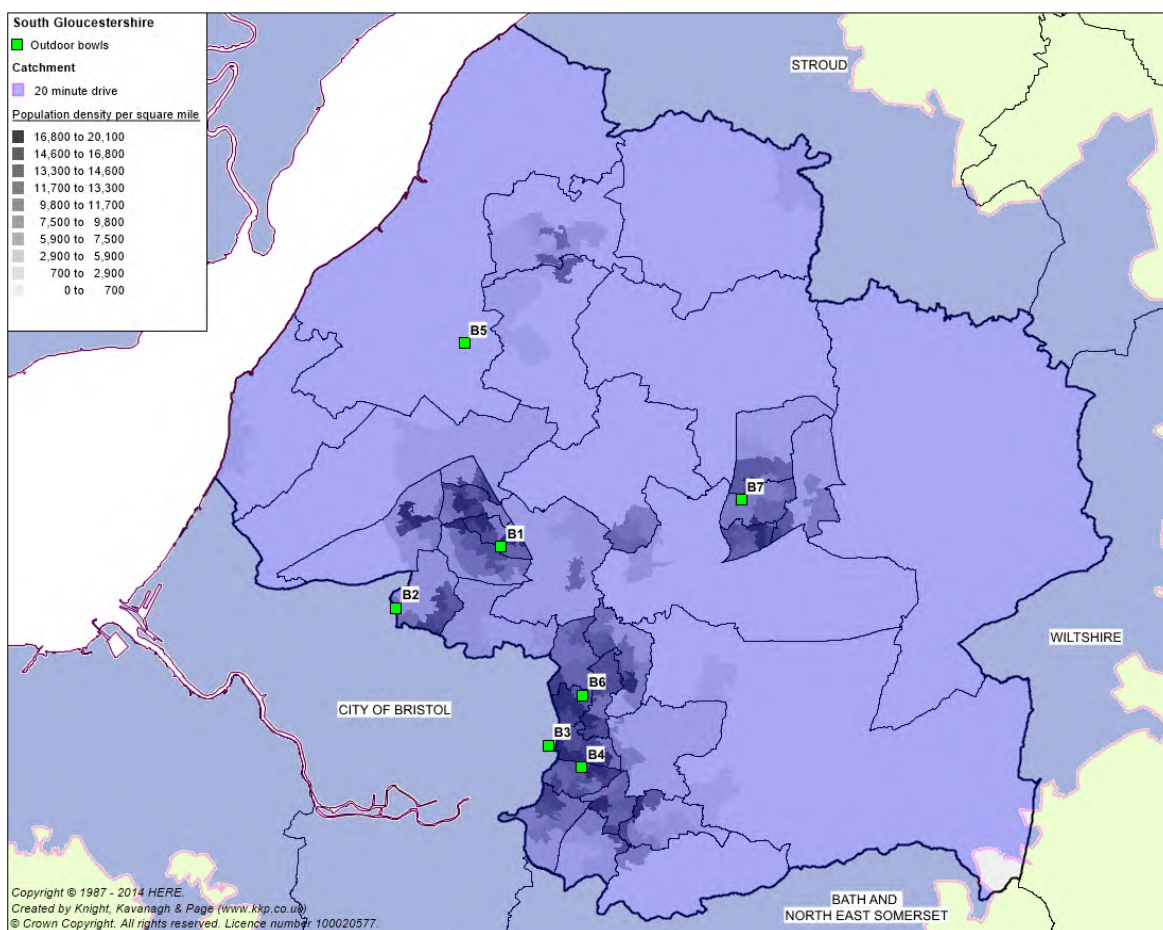 South Gloucestershire
Outdoor bowls
Catchment
20 minute drive
Population density per square mile
16,800 to 20,100
14,600 to 16,800
13,300 to 14,600
11,700 to 13,300
9,800 to 11,700
7,500 to 9,800
5,900 to 7,500
2,900 to 5,900
700 to 2,900
0 to 700
STROUD
B5
B7
B1
B2
WILTSHIRE
B6
CITY OF BRISTOL
B3
B4
BATH AND
NORTH EAST SOMERSET
Copyright © 1987 - 2014 HERE.
Created by Knight, Kavanagh & Page (www.kkp.co.uk)
© Crown Copyright. All rights reserved. Licence number 100020577.